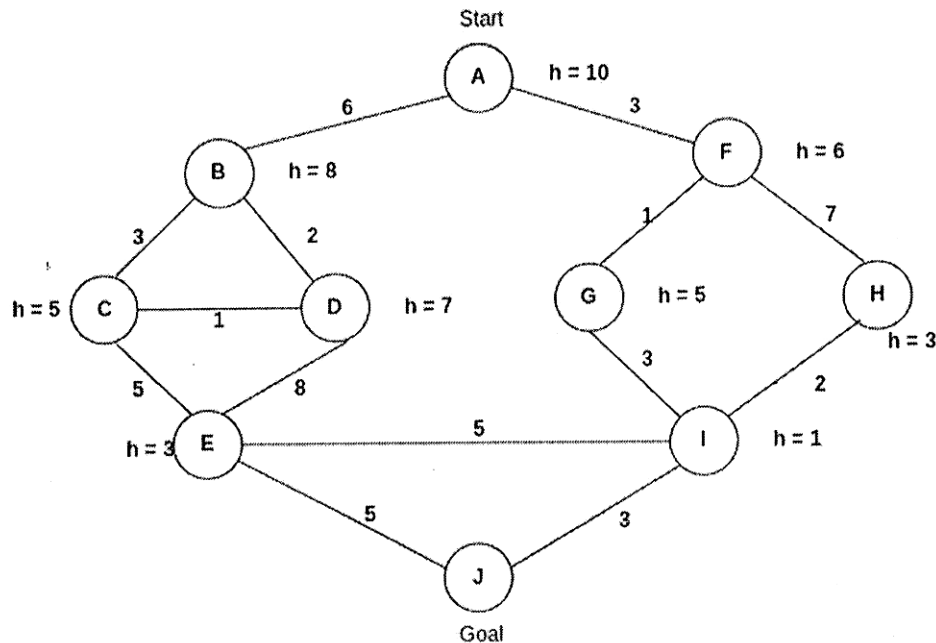 Start
A h = 10
6 3
B h = 8 F h = 6
3 2 1 7
h = 5 C 1 D h = 7 G h = 5 H
h = 3
5 8 3 2
h = 3 E 5 I h = 1
5 3
J
Goal